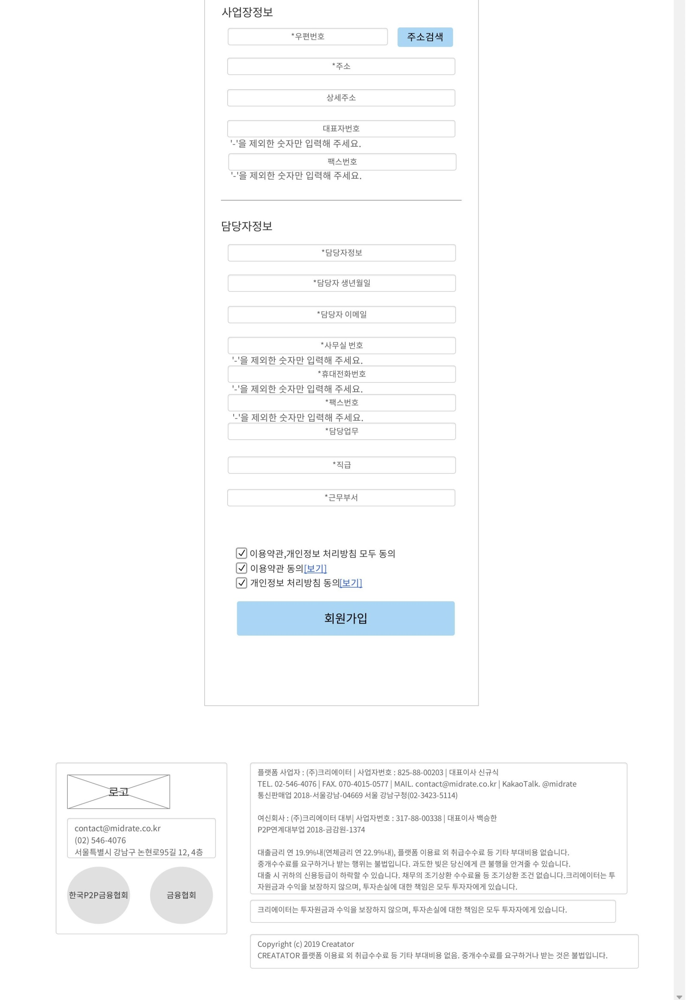 사업장정보
*우편번호
주소검색
*주소
상세주소
대표자번호
'-'을 제외한 숫자만 입력해 주세요.
팩스번호
'-'을 제외한 숫자만 입력해 주세요.
담당자정보
*담당자정보
*담당자 생년월일
*담당자 이메일
*사무실 번호
'-'을 제외한 숫자만 입력해 주세요.
*휴대전화번호
'-'을 제외한 숫자만 입력해 주세요.
*팩스번호
'-'을 제외한 숫자만 입력해 주세요.
*담당업무
*직급
*근무부서
이용약관,개인정보 처리방침 모두 동의
이용약관 동의[보기]
개인정보 처리방침 동의[보기]
회원가입
로고
contact@midrate.co.kr
(02) 546-4076
서울특별시 강남구 논현로95길 12, 4층
한국P2P금융협회
금융협회
플랫폼 사업자 : (주)크리에이터 | 사업자번호 : 825-88-00203 | 대표이사 신규식
TEL. 02-546-4076 | FAX. 070-4015-0577 | MAIL. contact@midrate.co.kr | KakaoTalk. @midrate
통신판매업 2018-서울강남-04669 서울 강남구청(02-3423-5114)
여신회사 : (주)크리에이터 대부| 사업자번호 : 317-88-00338 | 대표이사 백승한
P2P연계대부업 2018-금감원-1374
대출금리 연 19.9%내(연체금리 연 22.9%내), 플랫폼 이용료 외 취급수수료 등 기타 부대비용 없습니다.
중개수수료를 요구하거나 받는 행위는 불법입니다. 과도한 빚은 당신에게 큰 불행을 안겨줄 수 있습니다.
대출 시 귀하의 신용등급이 하락할 수 있습니다. 채무의 조기상환 수수료율 등 조기상환 조건 없습니다.크리에이터는 투
자원금과 수익을 보장하지 않으며, 투자손실에 대한 책임은 모두 투자자에게 있습니다.
크리에이터는 투자원금과 수익을 보장하지 않으며, 투자손실에 대한 책임은 모두 투자자에게 있습니다.
Copyright (c) 2019 Creatator
CREATATOR 플랫폼 이용료 외 취급수수료 등 기타 부대비용 없음. 중개수수료를 요구하거나 받는 것은 불법입니다.